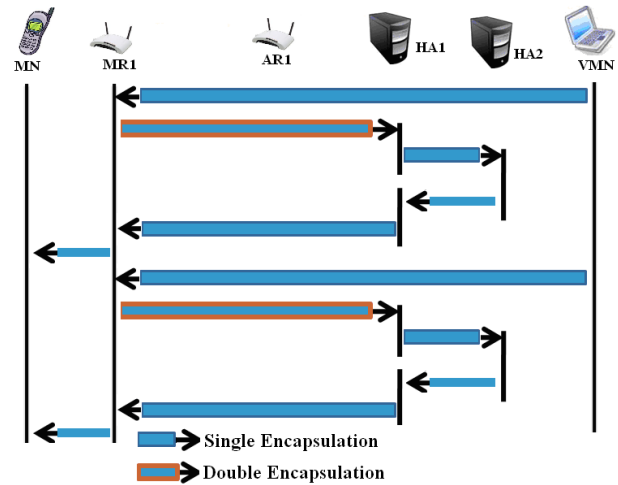 MN
MR1
AR1
HA1
HA2
VMN
Single Encapsulation
Double Encapsulation